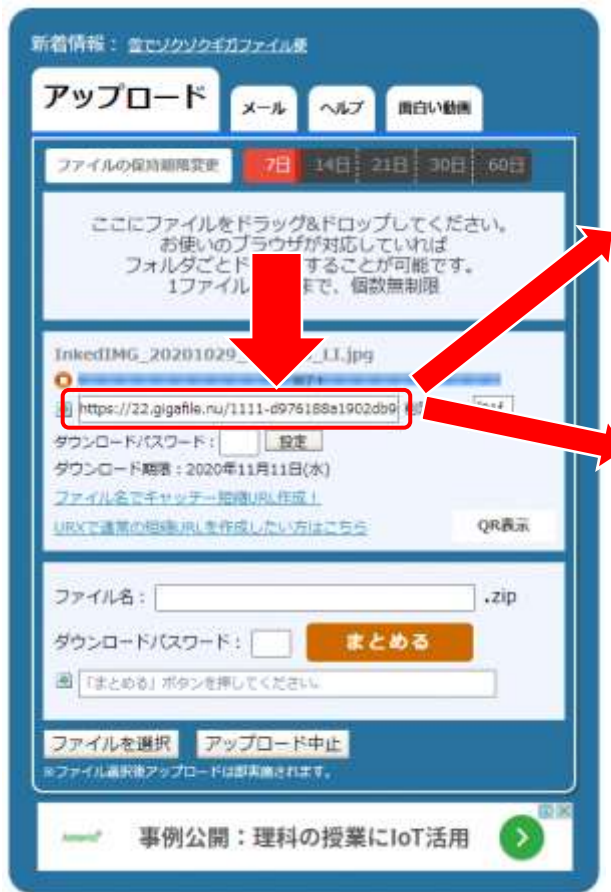 新着情報： 並でソクソクギガファイル便
アップロード
メール
ヘルプ
面白い動画
ファイルの保持期限変更
7日
14日
21日
30日
60日
ここにファイルをドラッグ&ドロップしてください。
お使いのブラウザが対応していれば
フォルダごとド することが可能です。
1ファイル まで、個数無制限
InkedIMG_20201029_ _LI.jpg
https://22.gigafile.nu/1111-d976188a1902db9
ダウンロードパスワード：
設定
ダウンロード期限：2020年11月11日(水)
ファイル名でキャッチー短縮URL作成！
URXで通常の短縮URLを作成したい方はこちら
QR表示
ファイル名：
.zip
ダウンロードパスワード：
まとめる
「まとめる」ボタンを押してください。
ファイルを選択
アップロード中止
※ファイル選択後アップロードは即実施されます。
事例公開：理科の授業にIoT活用